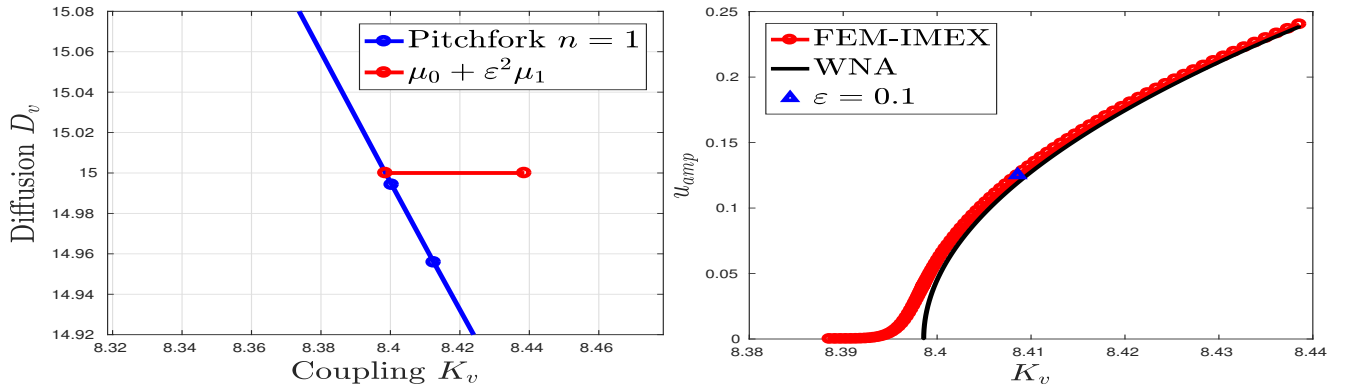 15.08
15.06
15.04
15.02
15
14.98
14.96
14.94
14.92
Diffusion D_v
8.32 8.34 8.36 8.38 8.4 8.42 8.44 8.46
Coupling K_v
Pitchfork n = 1
μ_0 + ε^2μ_1
0.25
0.2
0.15
0.1
0.05
0
u_{amp}
8.38 8.39 8.4 8.41 8.42 8.43 8.44
K_v
FEM-IMEX
WNA
ε = 0.1